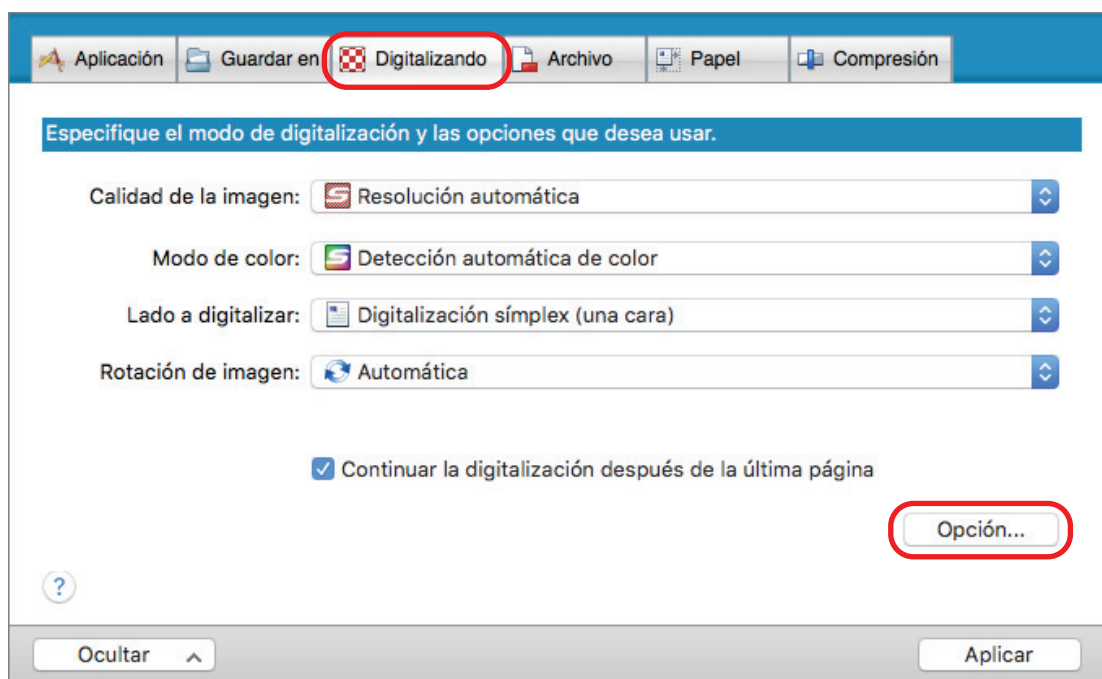 Aplicación Guardar en Digitalizando Archivo Papel Compresión
Especifique el modo de digitalización y las opciones que desea usar.
Calidad de la imagen: Resolución automática
Modo de color: Detección automática de color
Lado a digitalizar: Digitalización símplex (una cara)
Rotación de imagen: Automática
Continuar la digitalización después de la última página
Opción...
?
Ocultar Aplicar